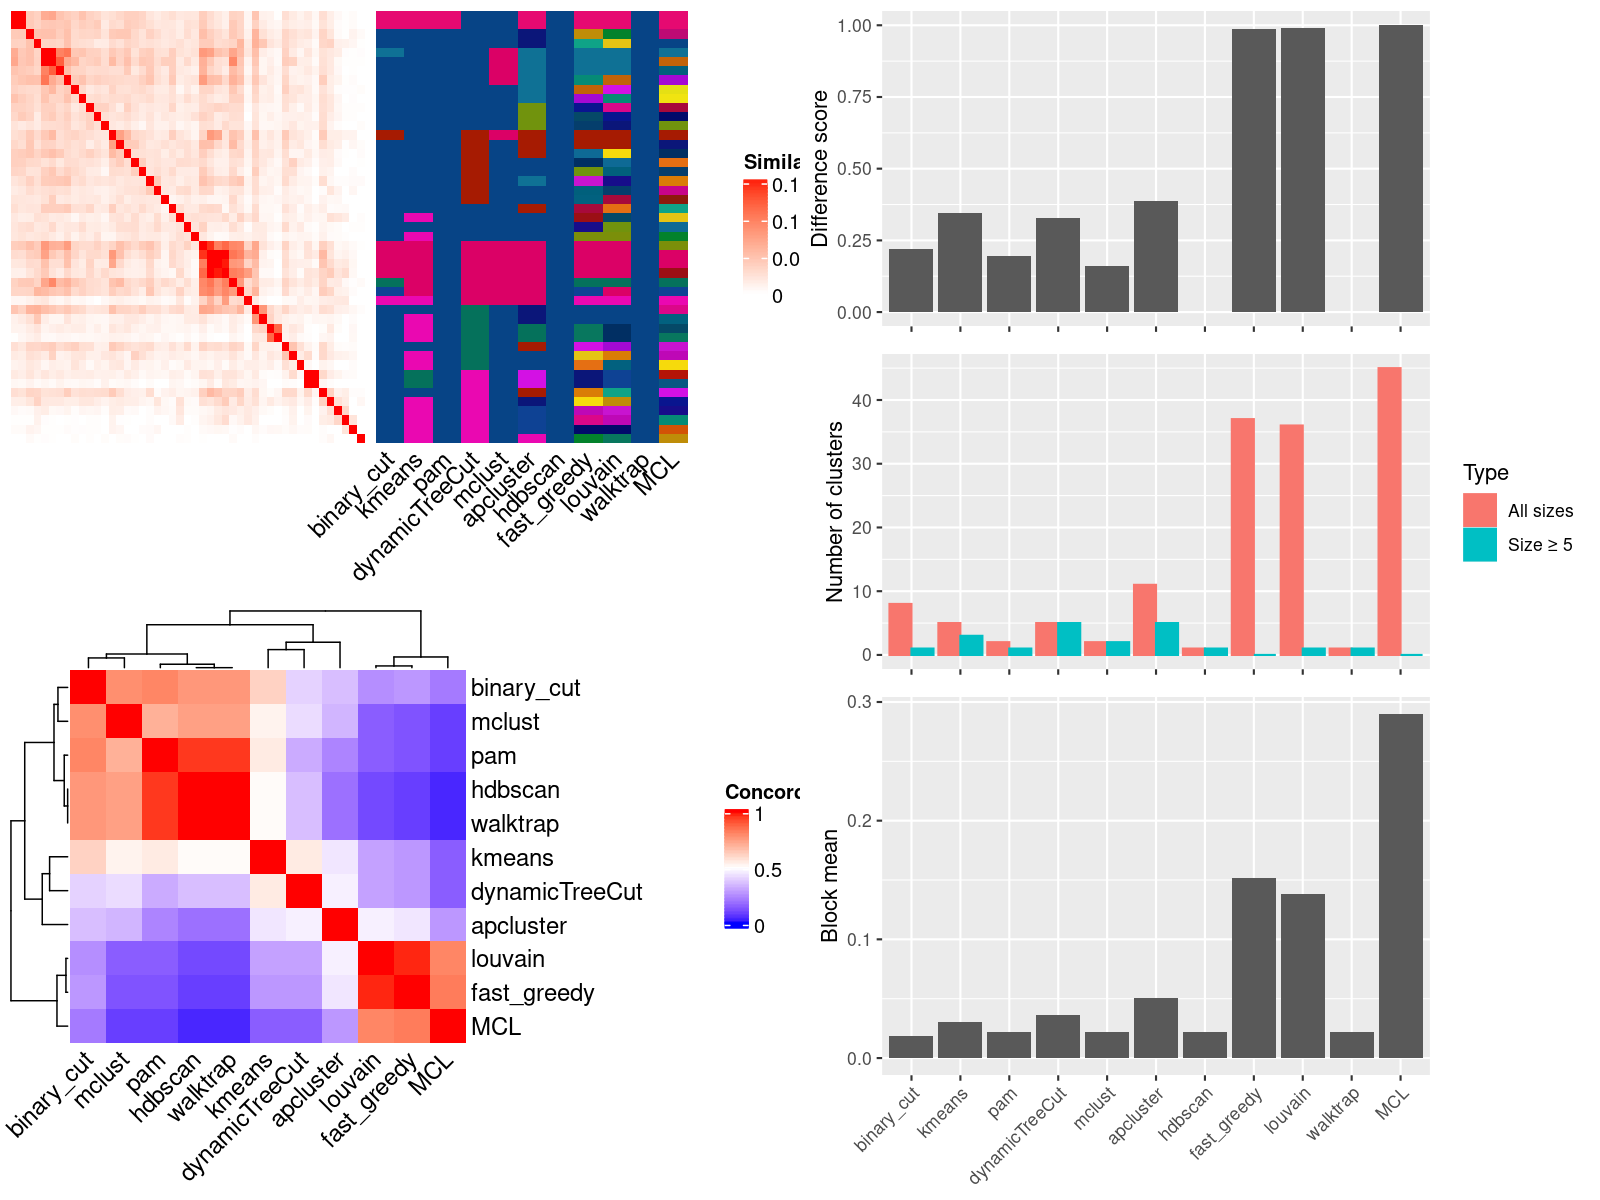 Simila
0.1
0.1
0.0
0
binary_cut
kmeans
pam
dynamicTreeCut
mclust
apcluster
hdbscan
fast_greedy
louvain
walktrap
MCL
binary_cut
mclust
pam
hdbscan
walktrap
kmeans
dynamicTreeCut
apcluster
louvain
fast_greedy
MCL
binary_cut
mclust
pam
hdbscan
walktrap
kmeans
dynamicTreeCut
apcluster
louvain
fast_greedy
MCL
Concord
1
0.5
0
Difference score
1.00
0.75
0.50
0.25
0.00
Number of clusters
40
30
20
10
0
Type
All sizes
Size ≥ 5
Block mean
0.3
0.2
0.1
0.0
binary_cut
kmeans
pam
dynamicTreeCut
mclust
apcluster
hdbscan
fast_greedy
louvain
walktrap
MCL